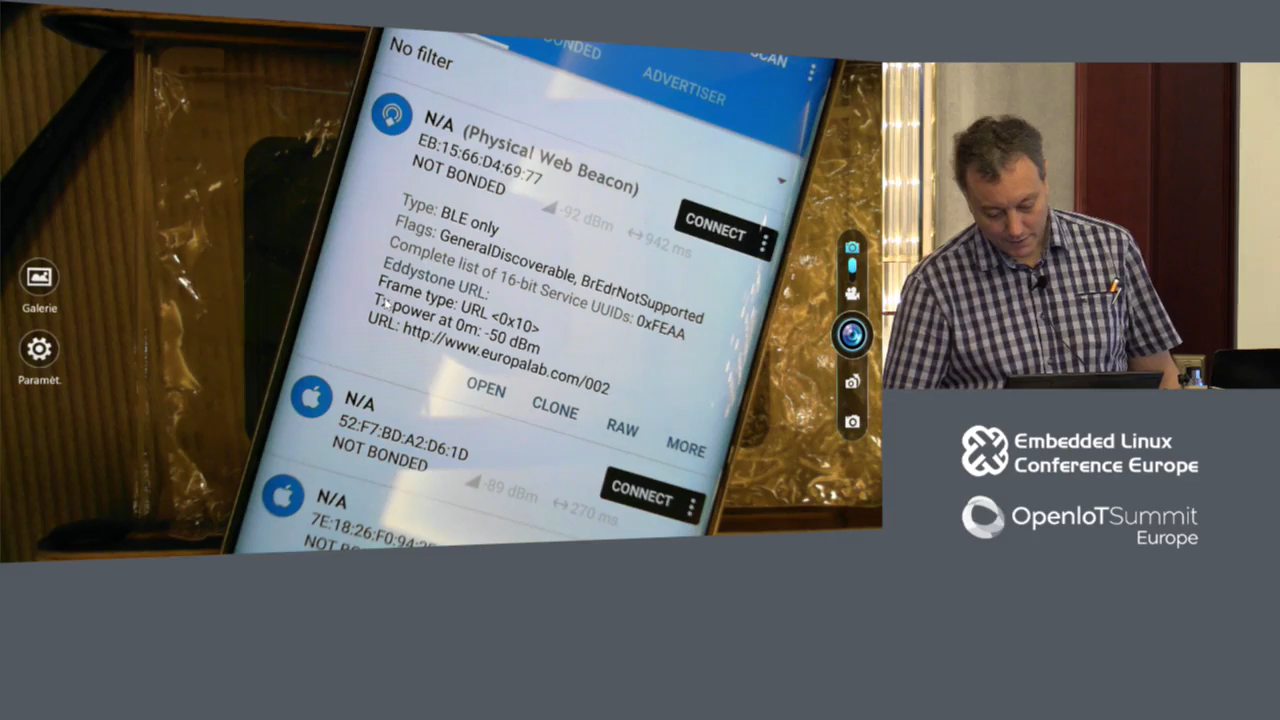 BONDED
SCAN
ADVERTISER
No filter
N/A (Physical Web Beacon)
EB:15:66:D4:69:77
NOT BONDED
-92 dBm
942 ms
CONNECT
Type: BLE only
Flags: GeneralDiscoverable, BrEdrNotSupported
Complete list of 16-bit Service UUIDs: 0xFEAA
Eddystone URL:
Frame type: URL <0x10>
Tx power at 0m: -50 dBm
URL: http://www.europalab.com/002
OPEN
CLONE
RAW
MORE
N/A
52:F7:BD:A2:D6:1D
NOT BONDED
-89 dBm
270 ms
CONNECT
N/A
Galerie
Paramèt.
Embedded Linux
Conference Europe
OpenIoTSummit
Europe